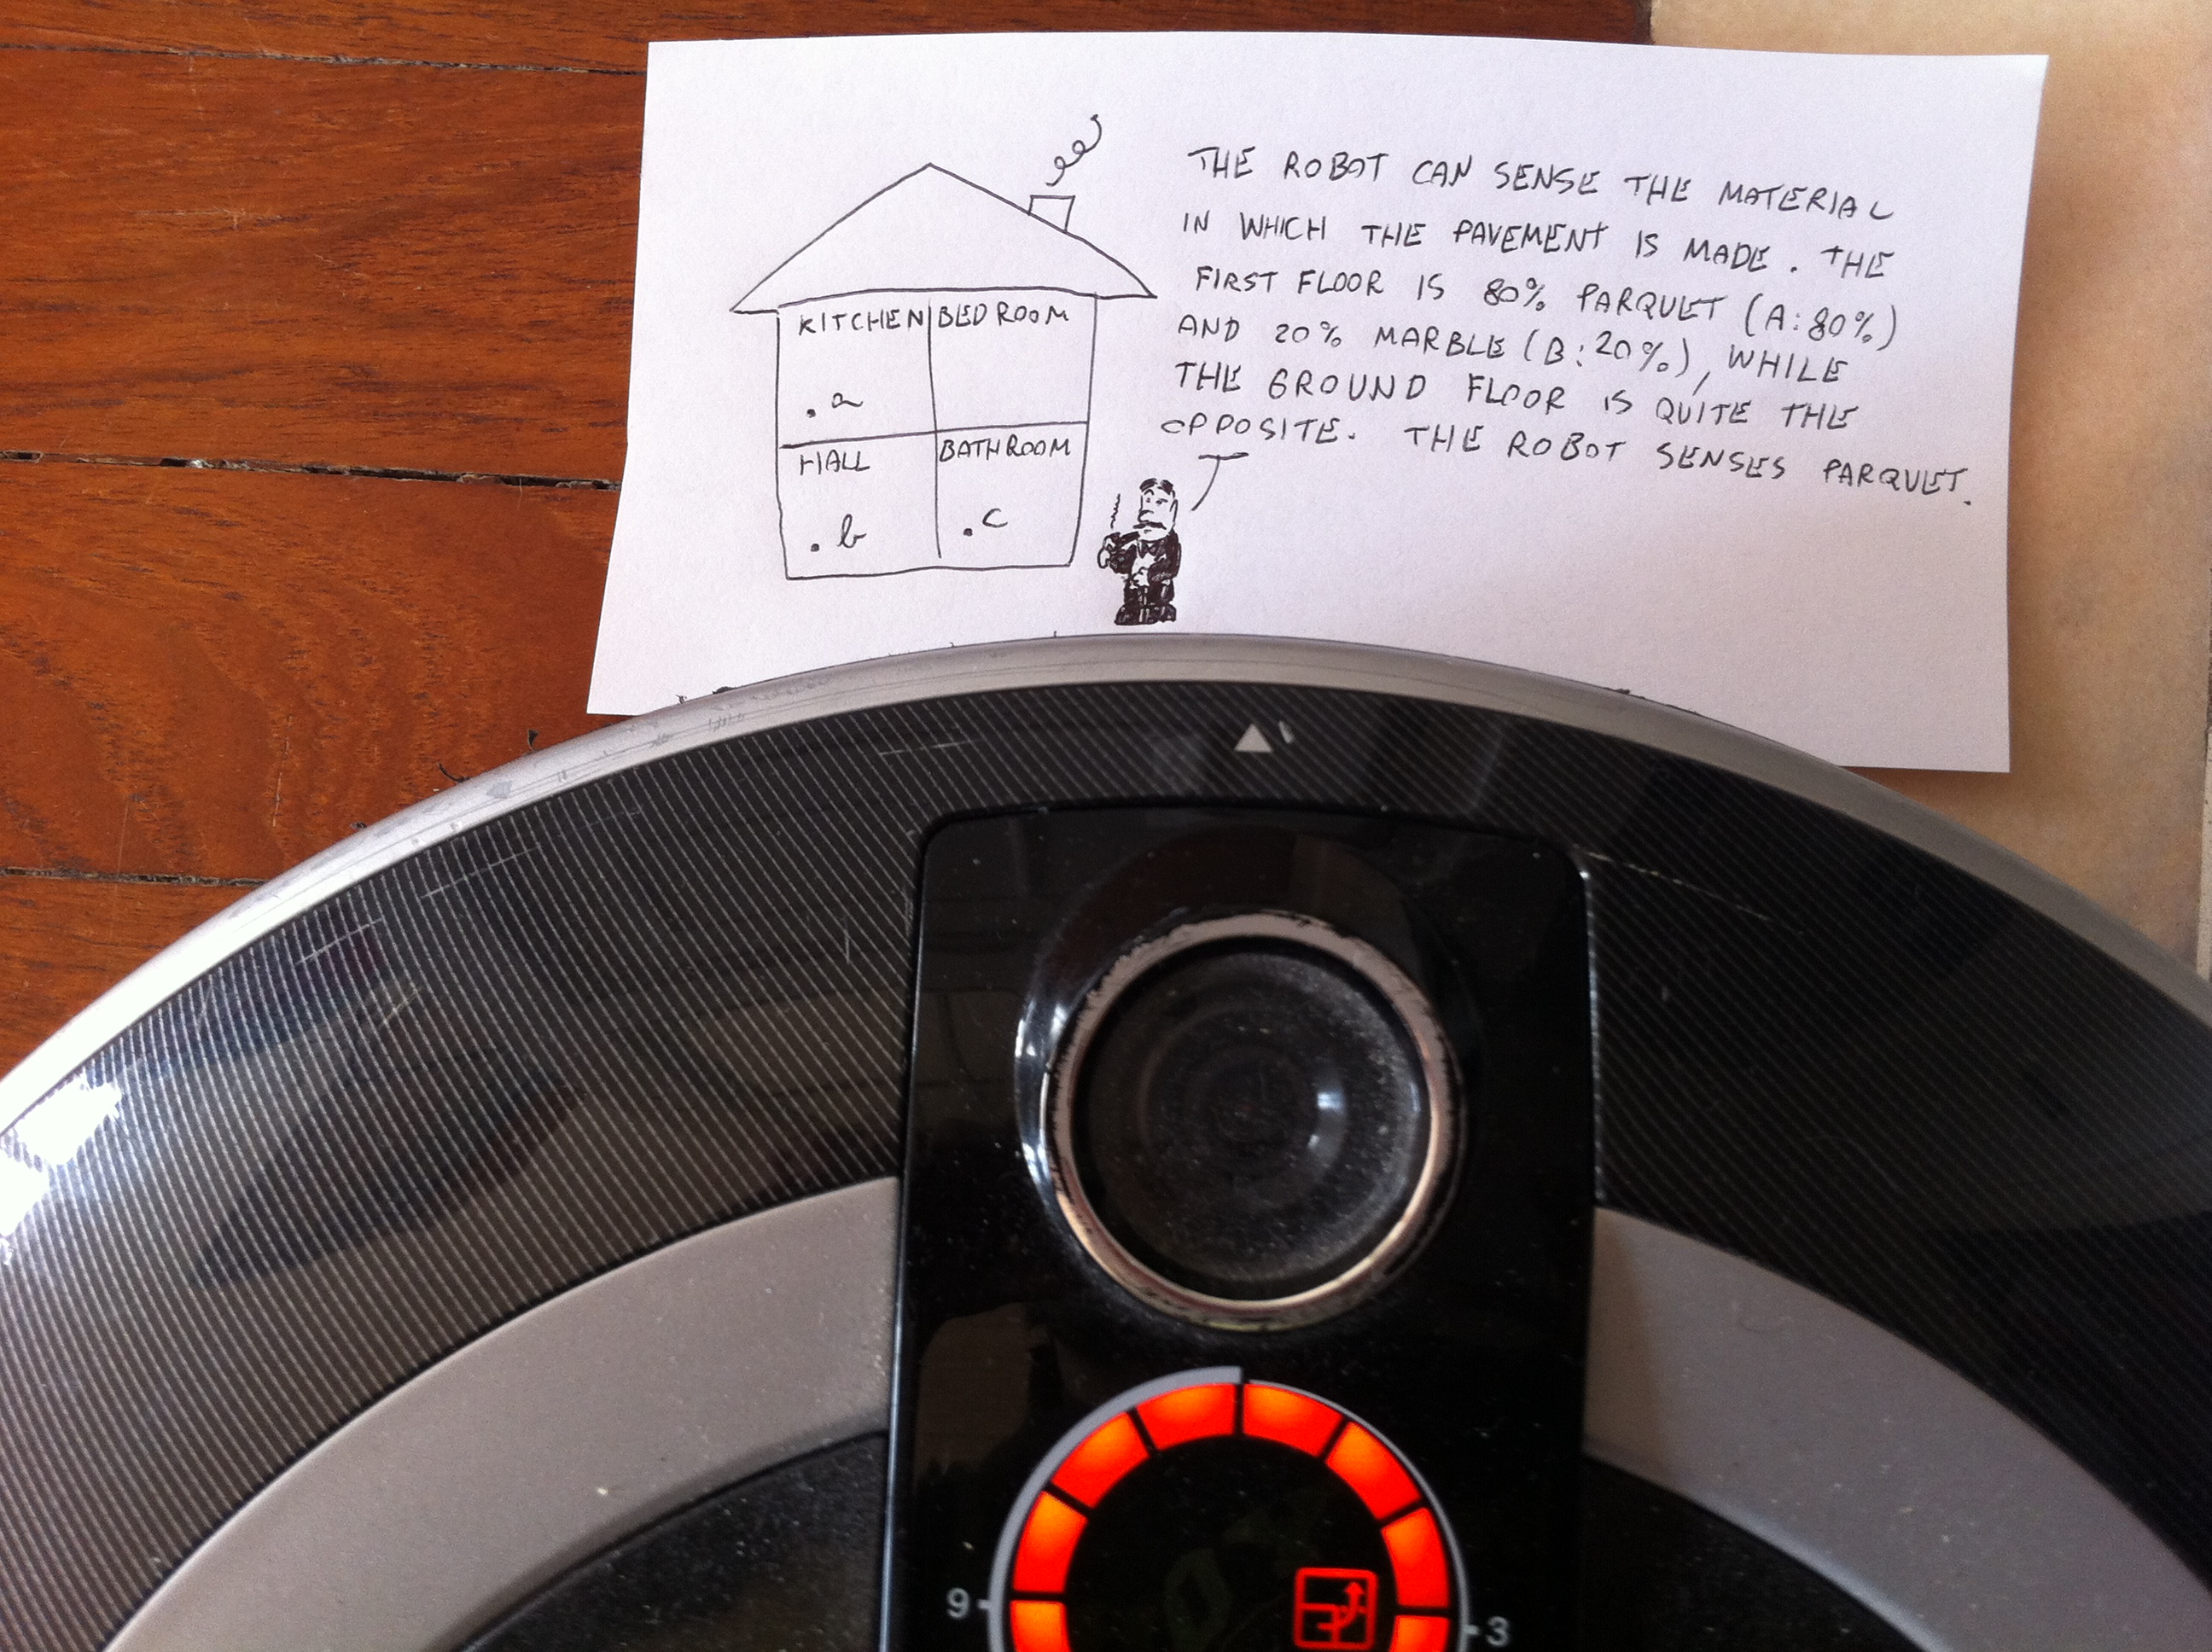 THE ROBOT CAN SENSE THE MATERIAL
IN WHICH THE PAVEMENT IS MADE. THE
FIRST FLOOR IS 80% PARQUET (A:80%)
AND 20% MARBLE (B:20%), WHILE
THE GROUND FLOOR IS QUITE THE
OPPOSITE. THE ROBOT SENSES PARQUET.
KITCHEN BEDROOM
.a
HALL BATHROOM
.b .c
9 3